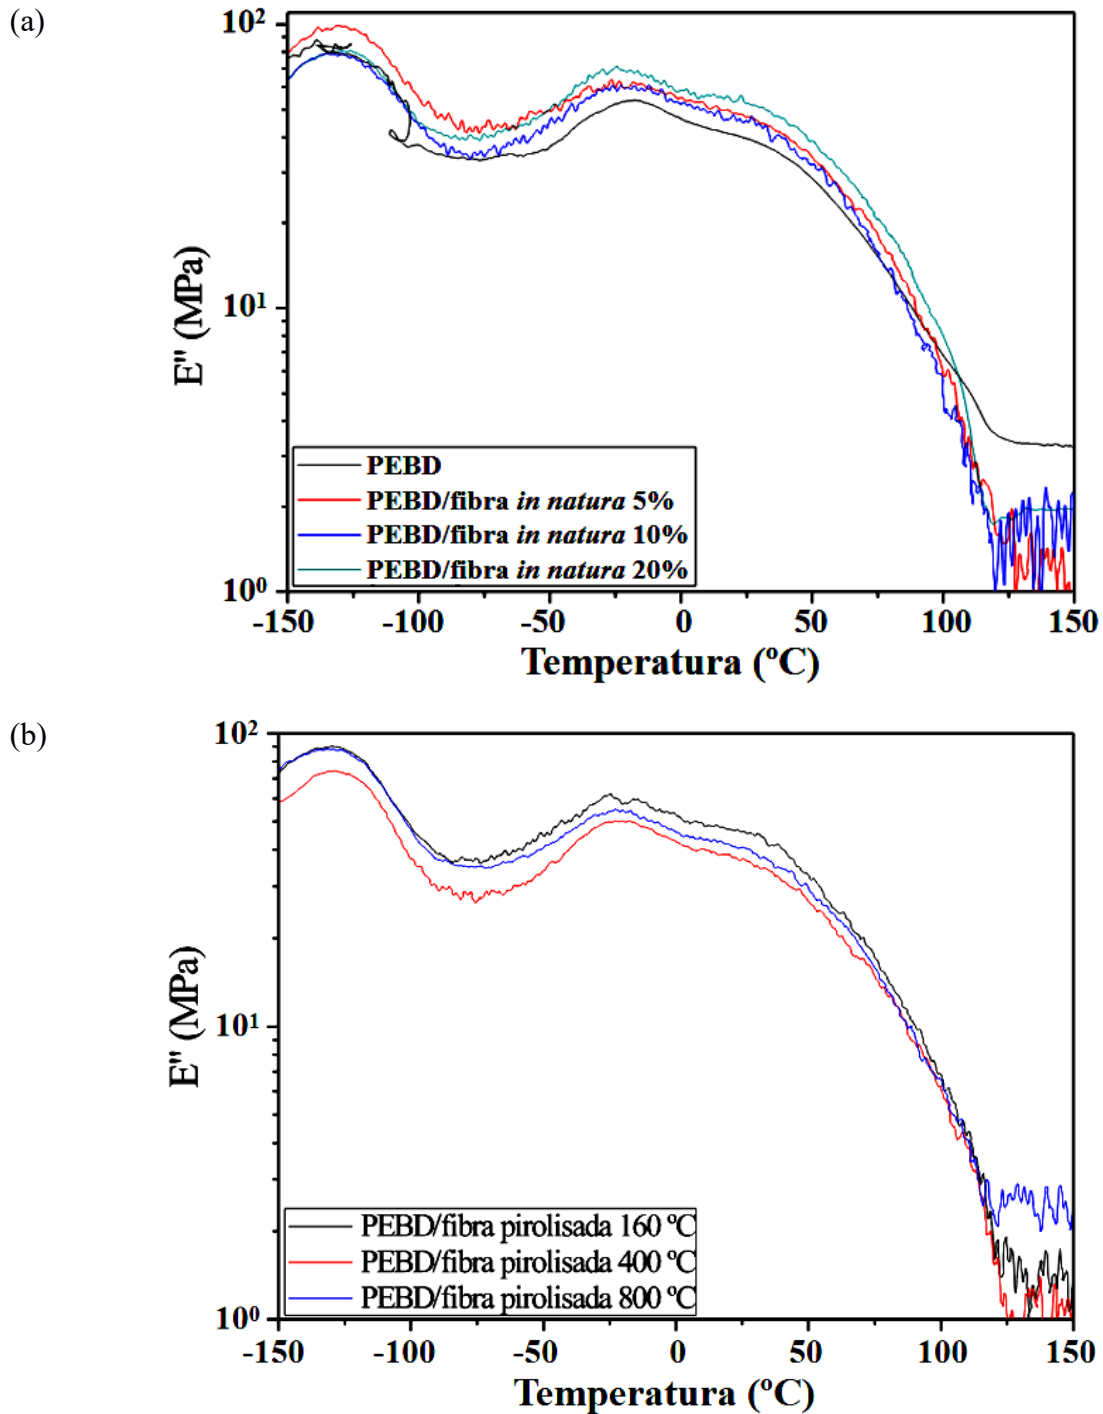 (a)
10²
10¹
10⁰
E" (MPa)
PEBD
PEBD/fibra in natura 5%
PEBD/fibra in natura 10%
PEBD/fibra in natura 20%
-150 -100 -50 0 50 100 150
Temperatura (ºC)
(b)
10²
10¹
10⁰
E" (MPa)
PEBD/fibra pirolisada 160 ºC
PEBD/fibra pirolisada 400 ºC
PEBD/fibra pirolisada 800 ºC
-150 -100 -50 0 50 100 150
Temperatura (ºC)